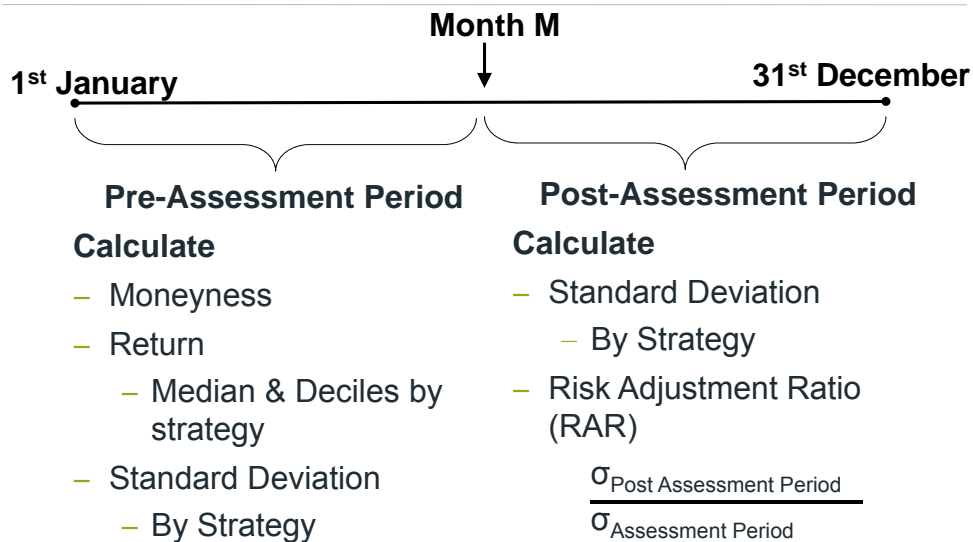 Month M
1st January
31st December
Pre-Assessment Period
Calculate
– Moneyness
– Return
– Median & Deciles by
strategy
– Standard Deviation
– By Strategy
Post-Assessment Period
Calculate
– Standard Deviation
– By Strategy
– Risk Adjustment Ratio
(RAR)
σPost Assessment Period
σAssessment Period